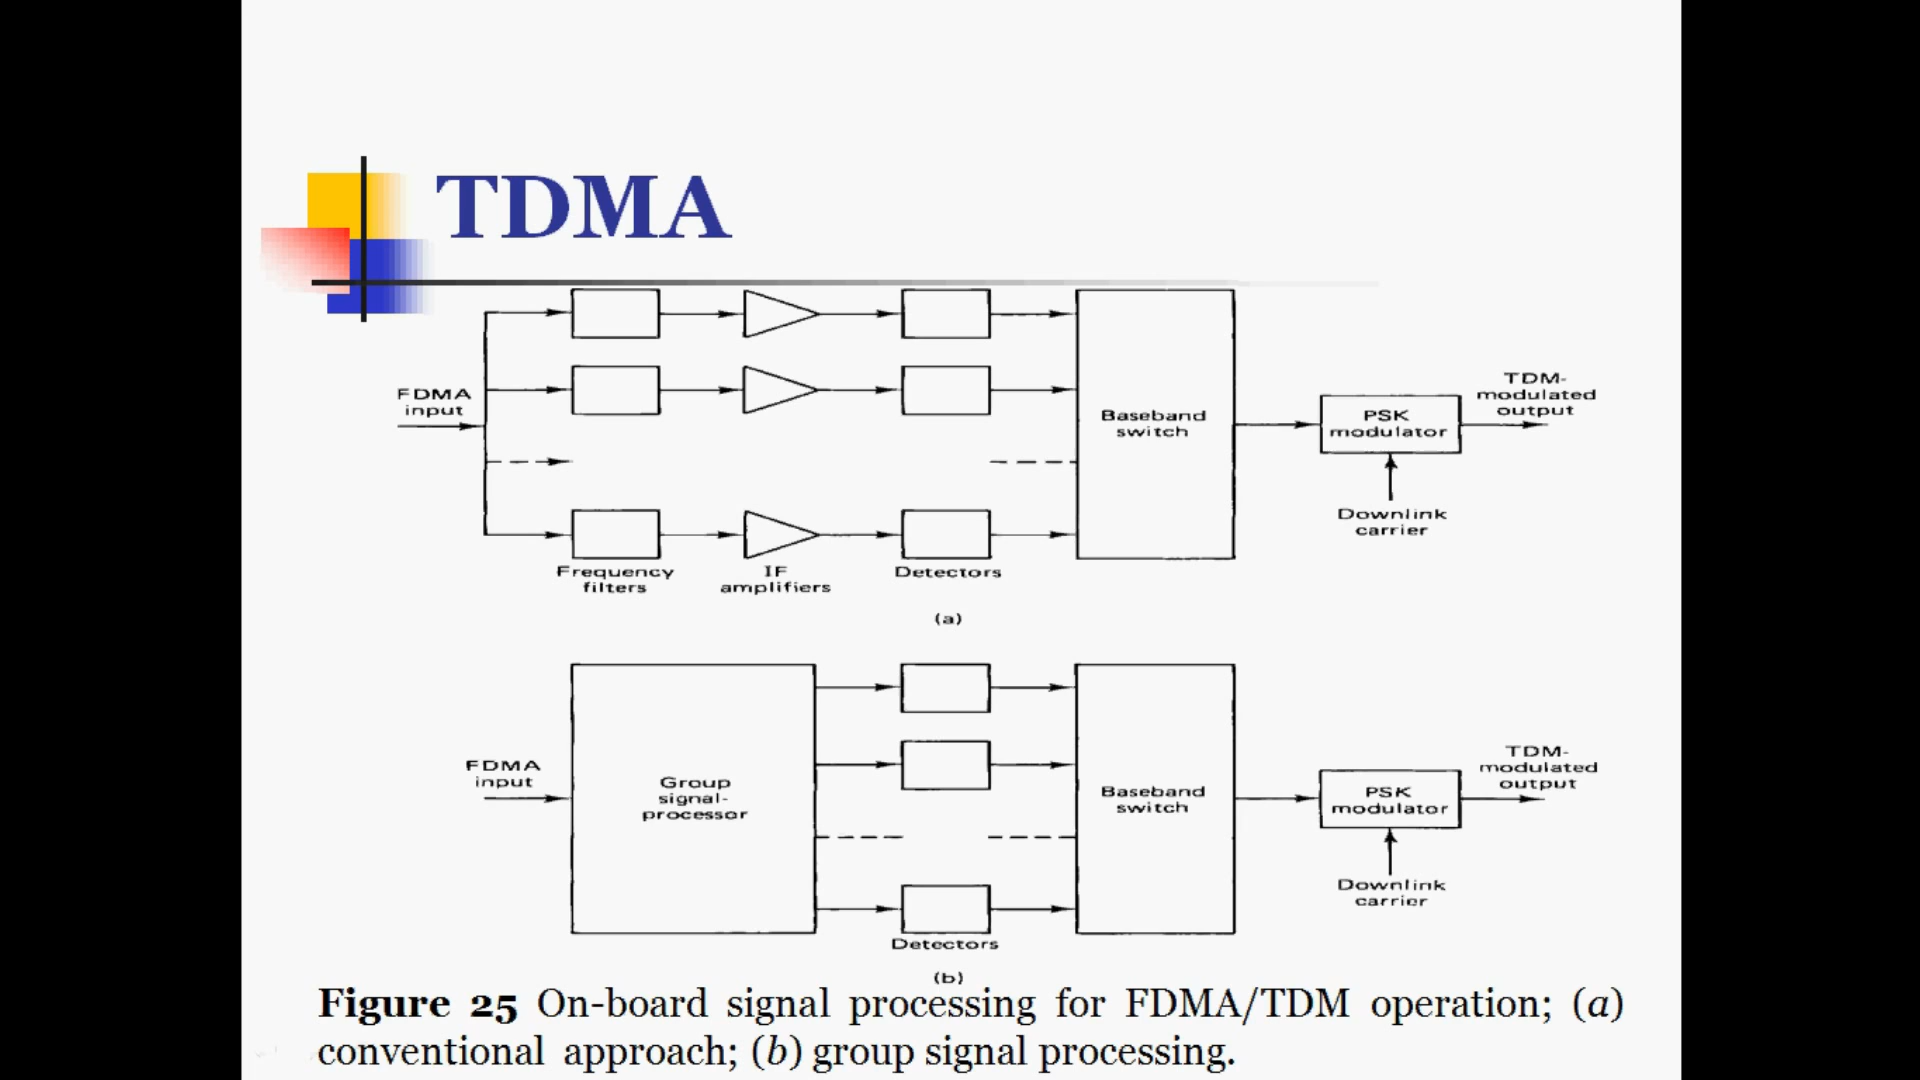 TDMA
FDMA
input
Frequency
filters
IF
amplifiers
Detectors
Baseband
switch
PSK
modulator
TDM-
modulated
output
Downlink
carrier
(a)
FDMA
input
Group
signal-
processor
Detectors
Baseband
switch
PSK
modulator
TDM-
modulated
output
Downlink
carrier
(b)
Figure 25 On-board signal processing for FDMA/TDM operation; (a)
conventional approach; (b) group signal processing.